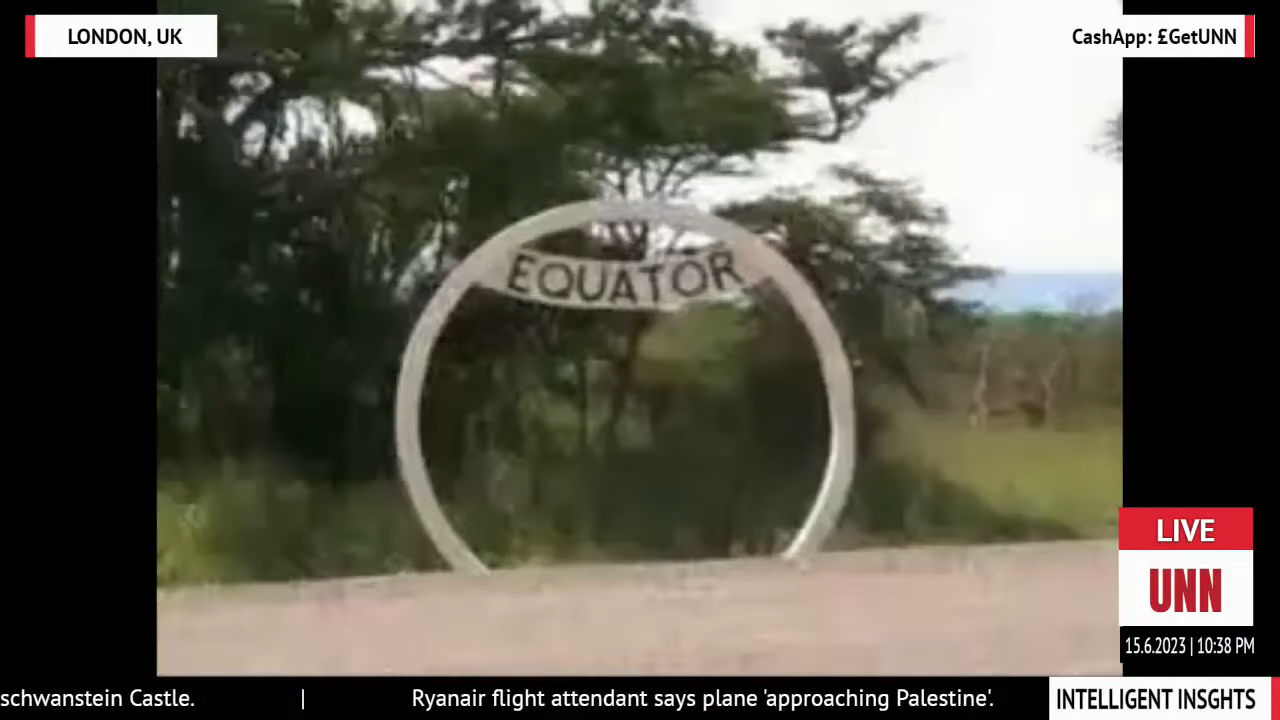 LONDON, UK
CashApp: £GetUNN
EQUATOR
LIVE
UNN
15.6.2023 | 10:38 PM
schwanstein Castle. | Ryanair flight attendant says plane 'approaching Palestine'.
INTELLIGENT INSGHTS